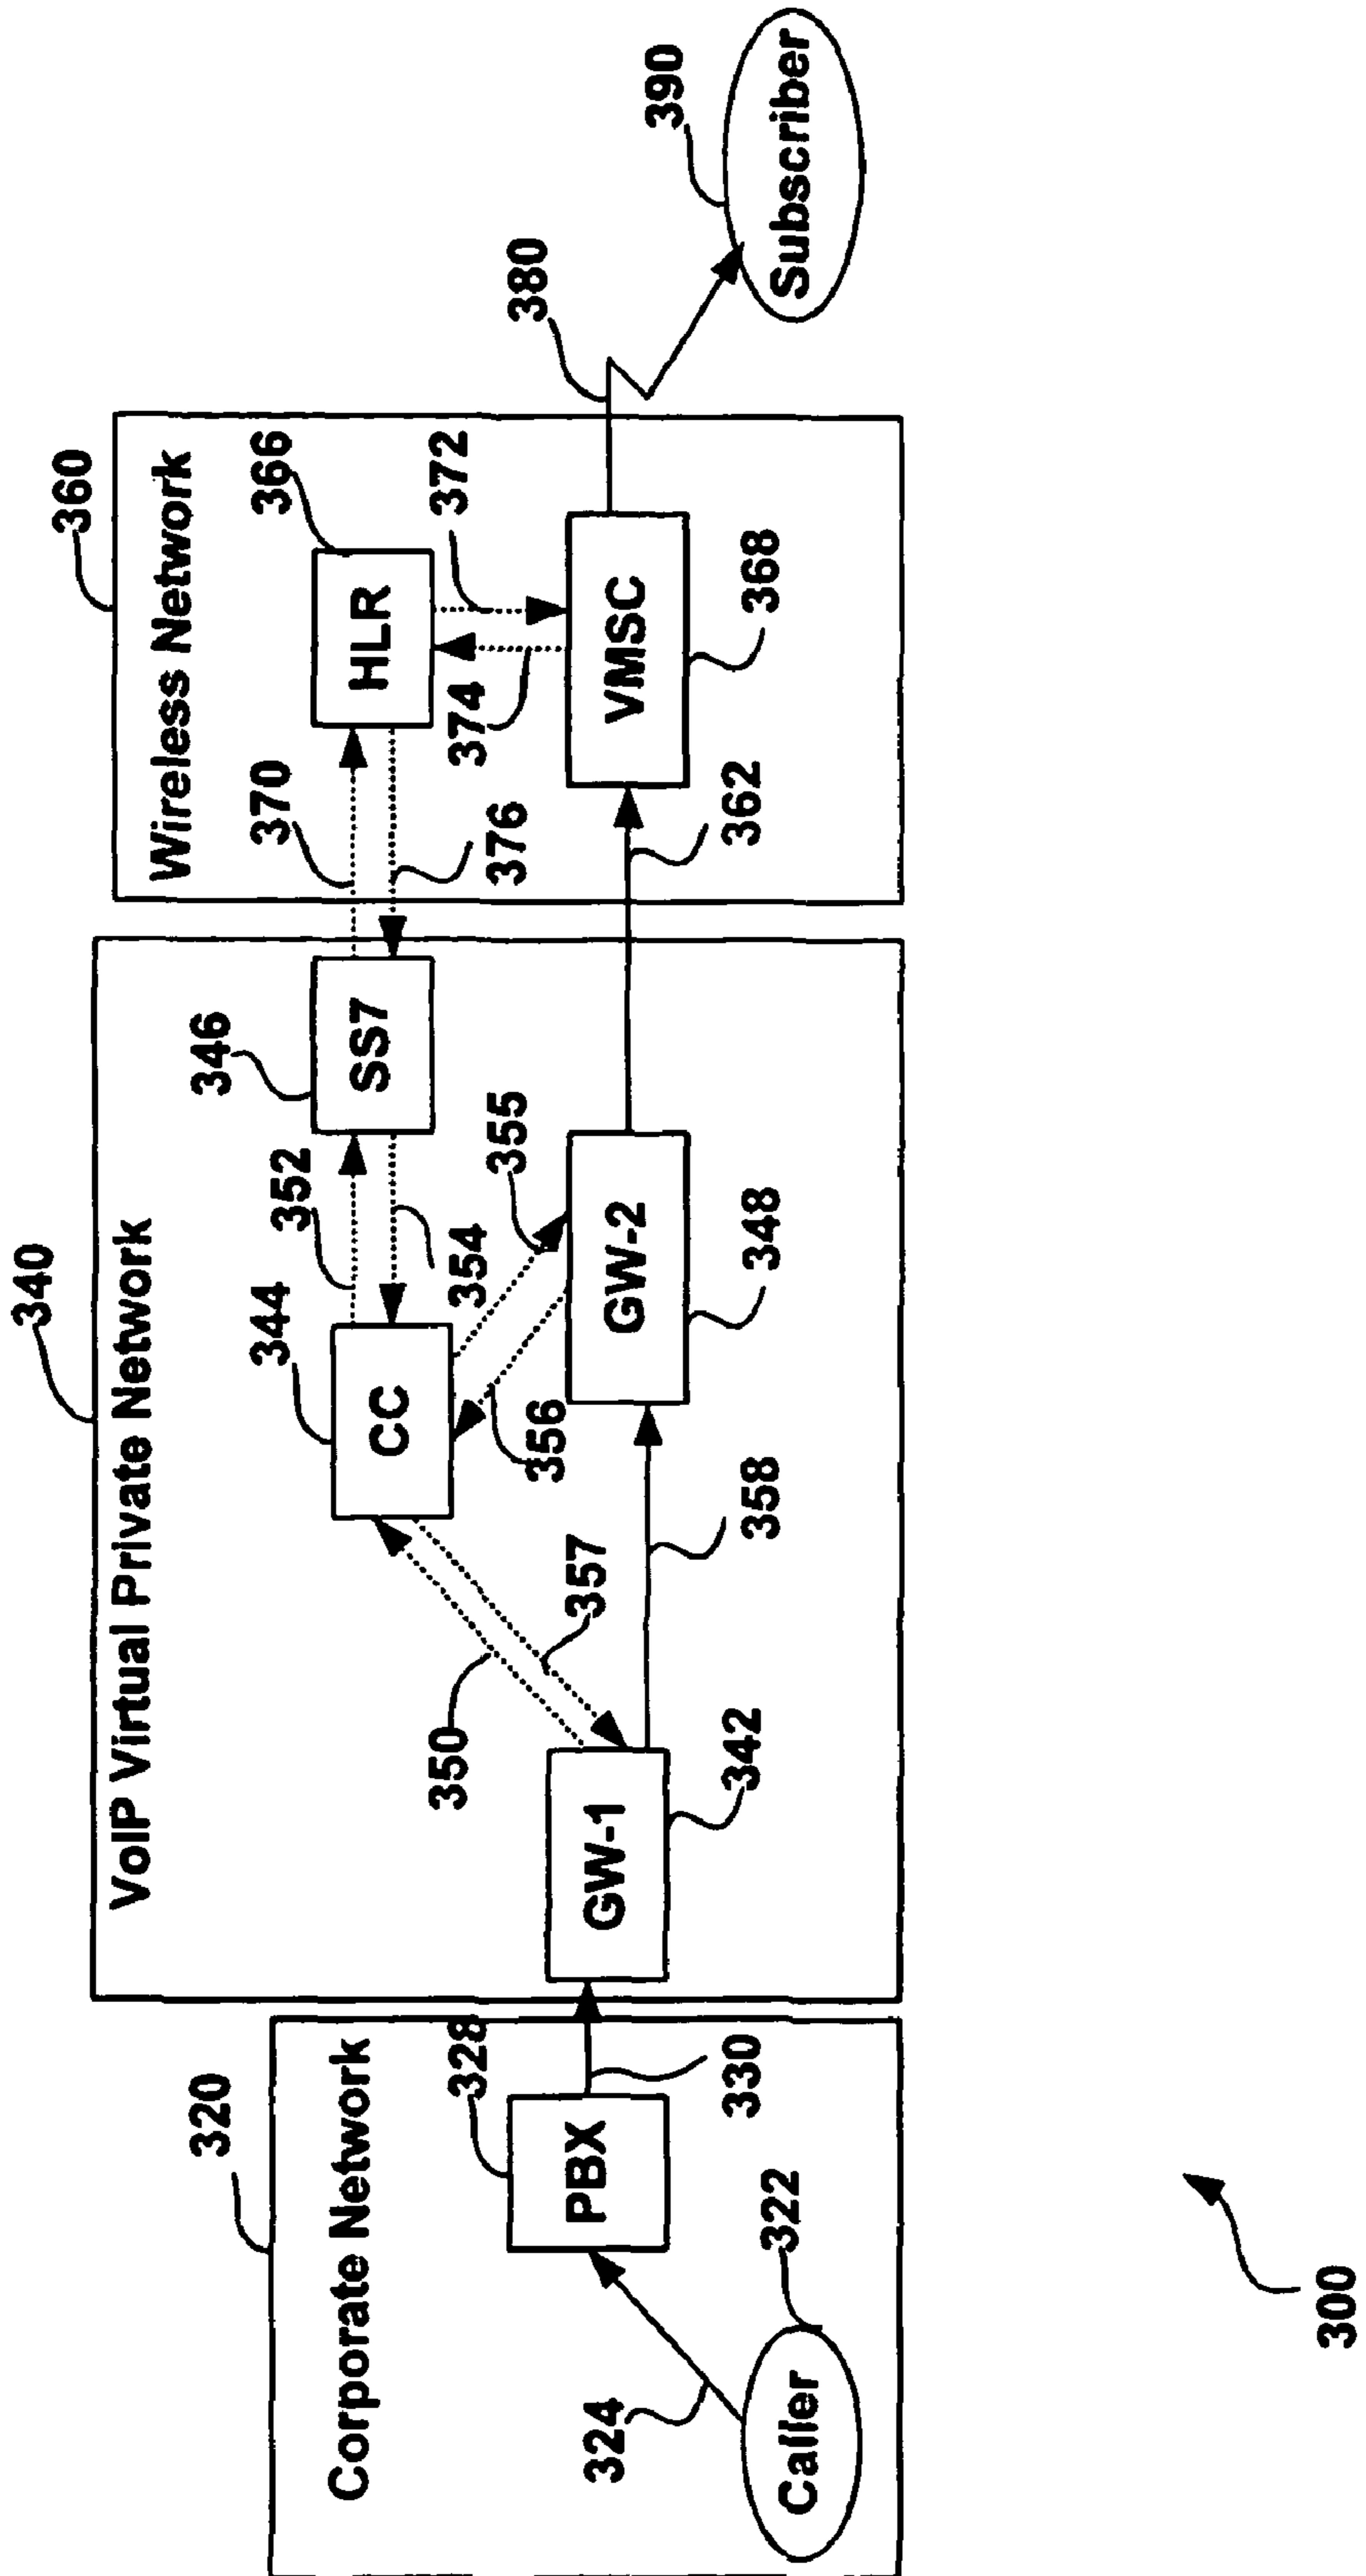 320
Corporate Network
328
PBX
330
324
322
Caller
340
VoIP Virtual Private Network
344
352
346
SS7
CC
354
355
350
357
356
GW-1
GW-2
342
358
348
360
Wireless Network
370
366
HLR
376
374
372
VMSC
362
368
380
390
Subscriber
300